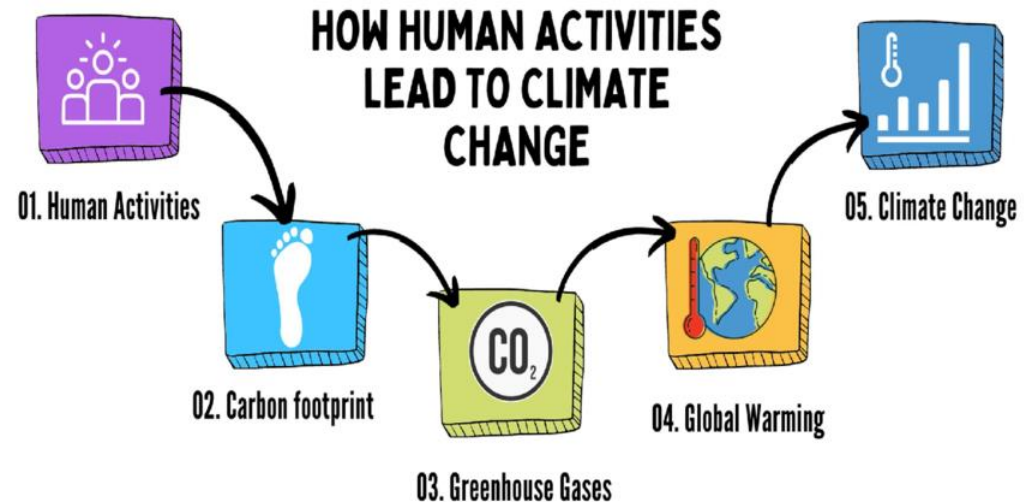 HOW HUMAN ACTIVITIES
LEAD TO CLIMATE
CHANGE
01. Human Activities
02. Carbon footprint
CO₂
03. Greenhouse Gases
04. Global Warming
05. Climate Change